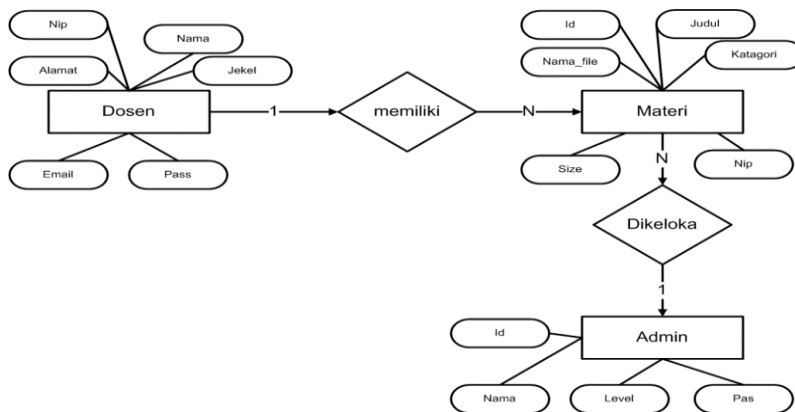 Nip
Nama
Alamat
Jekel
Dosen
Email
Pass
1
memiliki
N
Id
Judul
Nama_file
Katagori
Materi
Size
Nip
N
Dikeloka
1
Id
Admin
Nama
Level
Pas